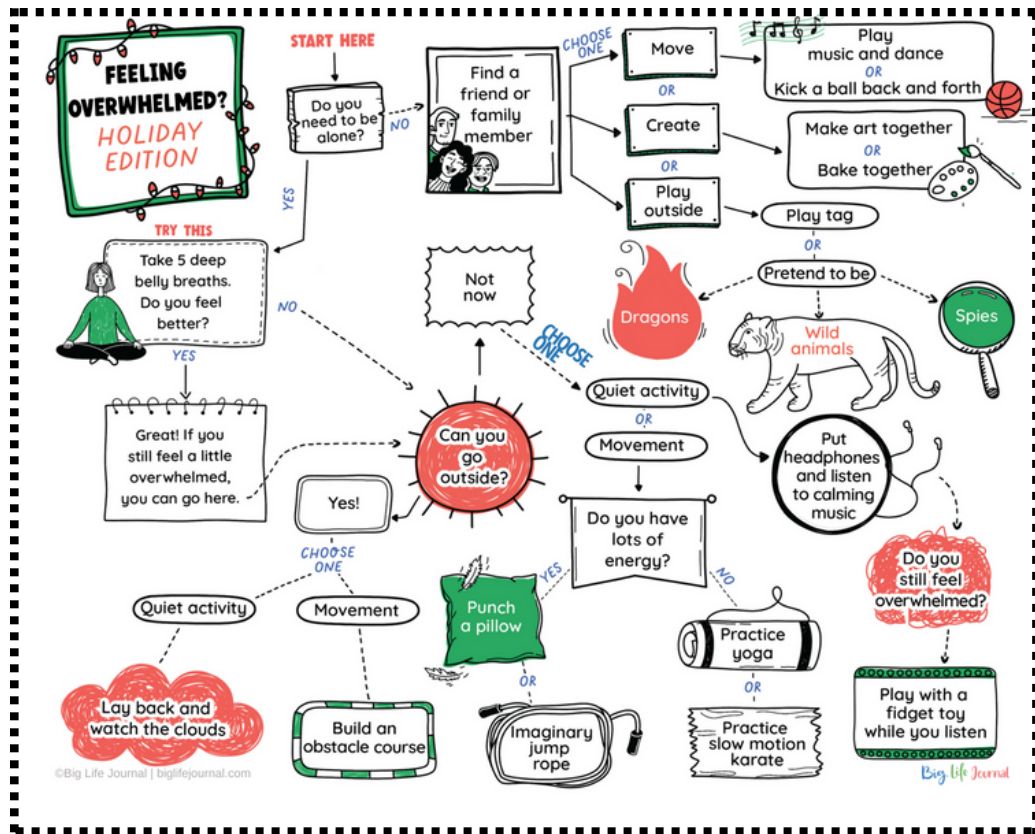 FEELING
OVERWHELMED?
HOLIDAY
EDITION
START HERE
Do you
need to be
alone?
NO
YES
Find a
friend or
family
member
CHOOSE
ONE
Move
OR
Create
OR
Play
outside
Play
music and dance
OR
Kick a ball back and forth
Make art together
OR
Bake together
Play tag
OR
Pretend to be
Dragons
Wild
animals
Spies
TRY THIS
Take 5 deep
belly breaths.
Do you feel
better?
NO
YES
Great! If you
still feel a little
overwhelmed,
you can go here.
Can you
go
outside?
Not
now
CHOOSE
ONE
Quiet activity
OR
Movement
Put
headphones
and listen
to calming
music
Do you
still feel
overwhelmed?
Play with a
fidget toy
while you listen
Do you have
lots of
energy?
YES
NO
Punch
a pillow
OR
Imaginary
jump
rope
Practice
yoga
OR
Practice
slow motion
karate
Yes!
CHOOSE
ONE
Quiet activity
Movement
Lay back and
watch the clouds
Build an
obstacle course
©Big Life Journal | biglifejournal.com
Big Life Journal